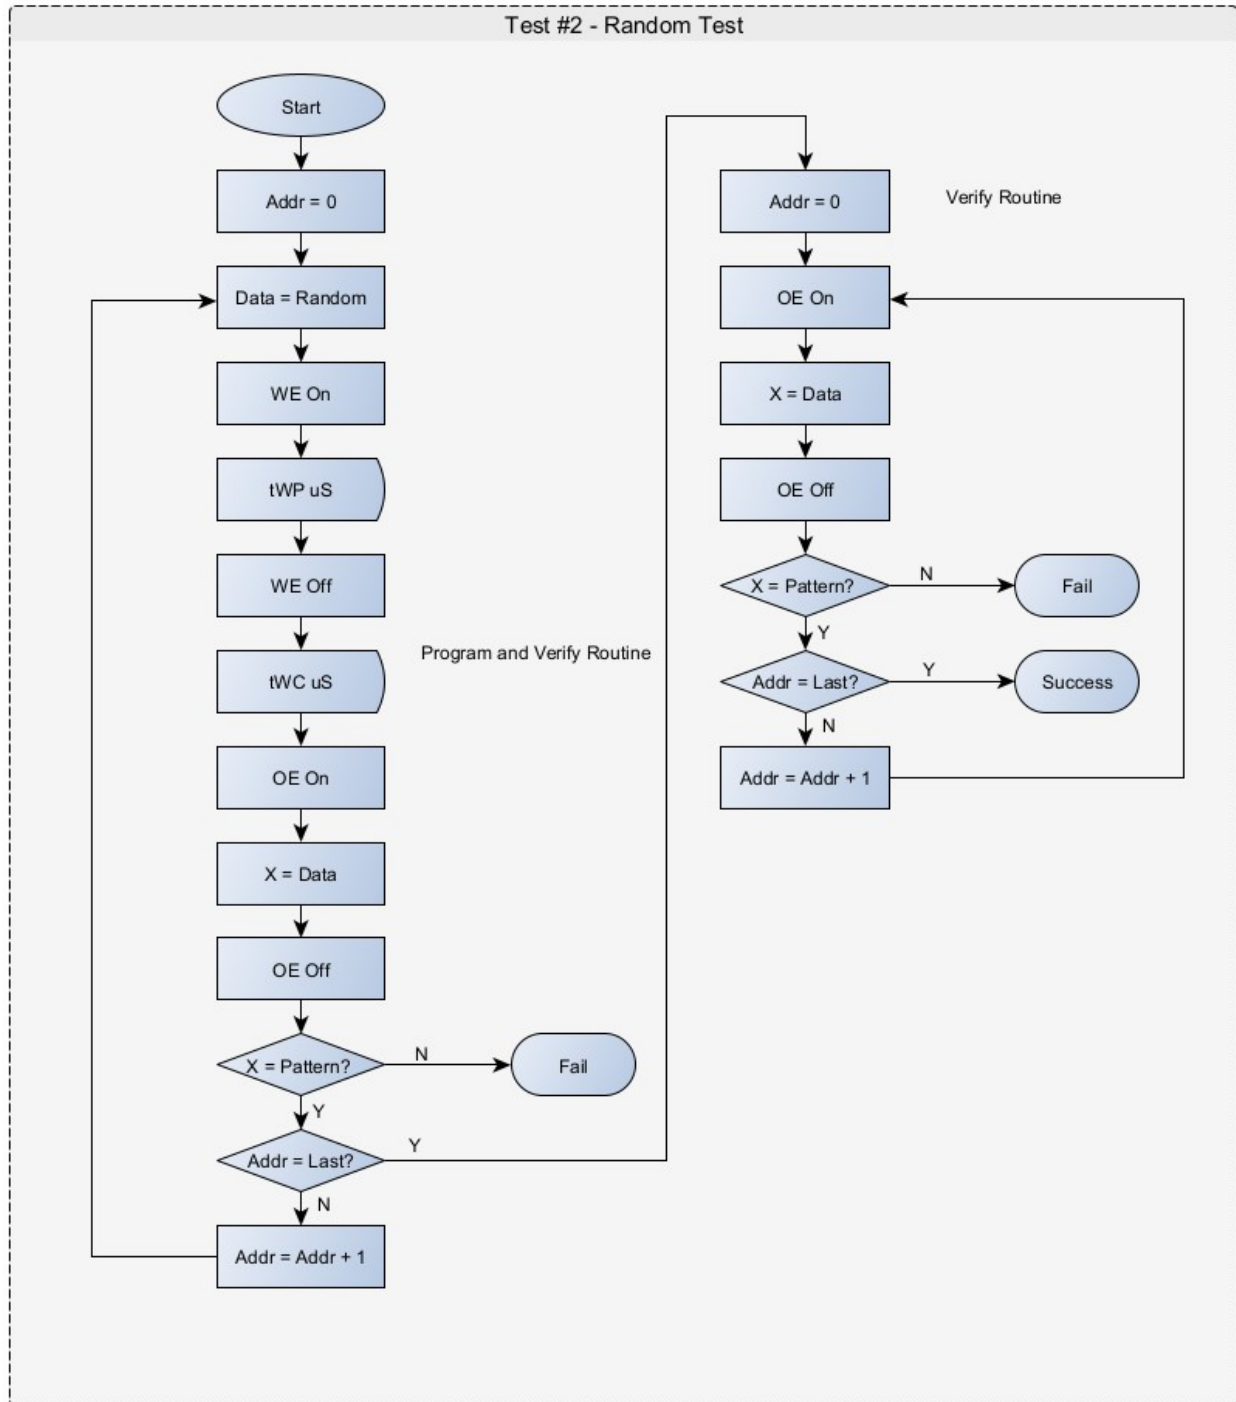 Test #2 - Random Test
Start
Addr = 0
Data = Random
WE On
tWP uS
WE Off
tWC uS
Program and Verify Routine
OE On
X = Data
OE Off
X = Pattern?
N
Fail
Y
Addr = Last?
Y
N
Addr = Addr + 1
Addr = 0
Verify Routine
OE On
X = Data
OE Off
X = Pattern?
N
Fail
Y
Addr = Last?
Y
Success
N
Addr = Addr + 1